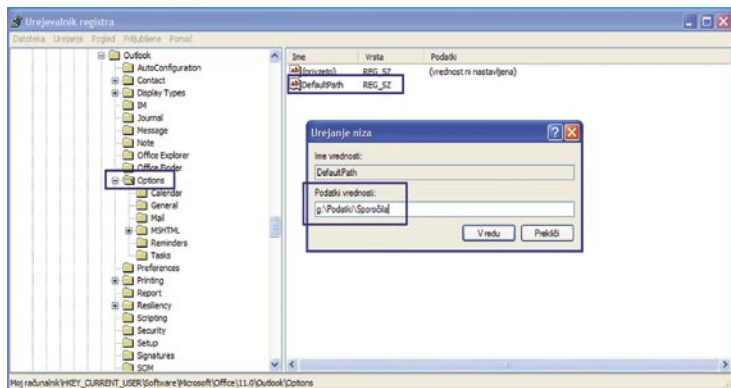 Urejevalnik registra
Datoteka Urejanje Pogled Priljubljene Pomoč
Outlook
AutoConfiguration
Contact
Display Types
IM
Journal
Message
Note
Office Explorer
Office Finder
Options
Calendar
General
Mail
MSHTML
Reminders
Tasks
Preferences
Printing
Report
Resiliency
Scripting
Security
Setup
Signatures
SOM
Ime Vrsta Podatki
(privzeto) REG_SZ (vrednost ni nastavljena)
DefaultPath REG_SZ
Urejanje niza
Ime vrednosti:
DefaultPath
Podatki vrednosti:
g:\Podatki\Sporočila
V redu Prekliči
Moj računalnik\HKEY_CURRENT_USER\Software\Microsoft\Office\11.0\Outlook\Options